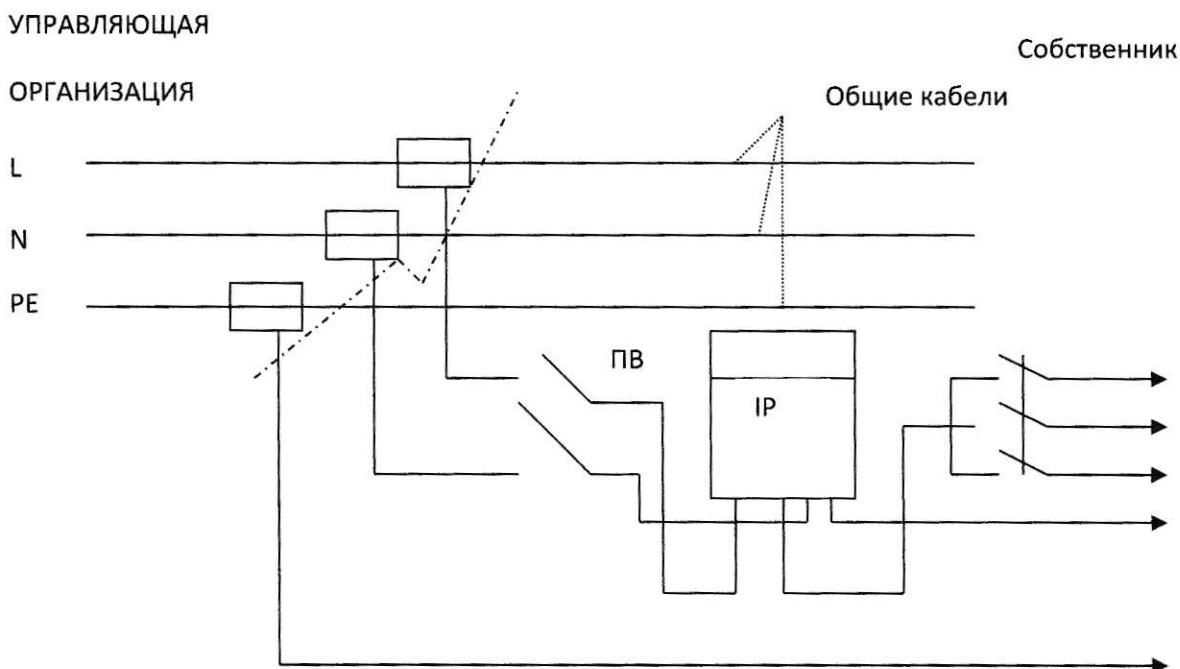 УПРАВЛЯЮЩАЯ
Собственник
ОРГАНИЗАЦИЯ
Общие кабели
L
N
PE
ПВ
IP